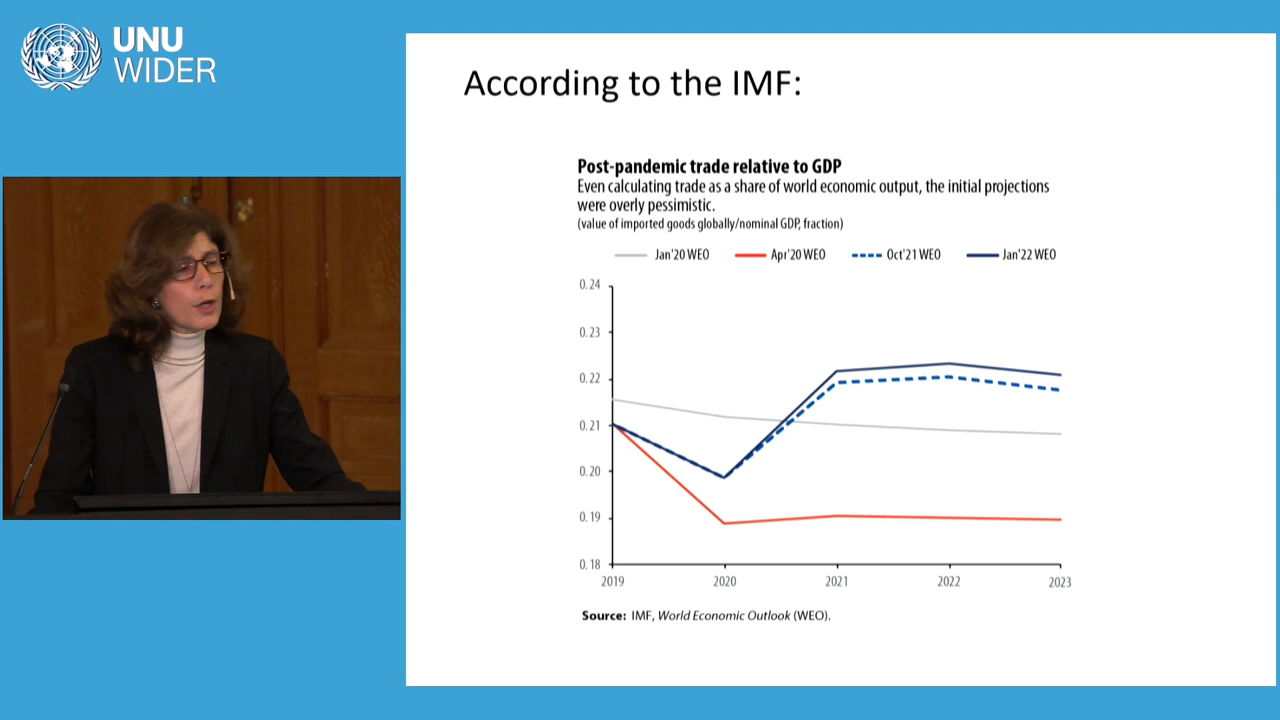 UNU
WIDER
According to the IMF:
Post-pandemic trade relative to GDP
Even calculating trade as a share of world economic output, the initial projections
were overly pessimistic.
(value of imported goods globally/nominal GDP, fraction)
Jan'20 WEO Apr'20 WEO Oct'21 WEO Jan'22 WEO
0.24
0.23
0.22
0.21
0.20
0.19
0.18
2019 2020 2021 2022 2023
Source: IMF, World Economic Outlook (WEO).